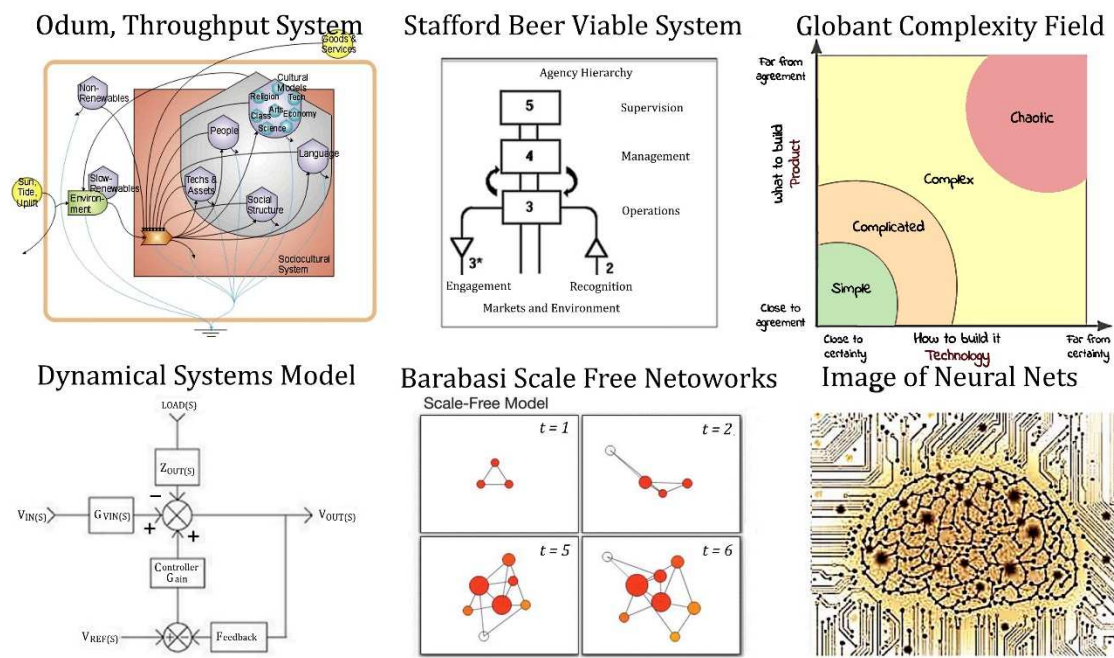 Odum, Throughput System
Goods &
Services
Non-
Renewables
Cultural
Models
Religion
Tech
Arts
Class
Economy
Science
People
Language
Sun,
Tide,
Uplift
Slow-
Renewables
Environ-
ment
Techs &
Assets
Social
Structure
Sociocultural
System
Stafford Beer Viable System
Agency Hierarchy
5
Supervision
4
Management
3
Operations
3*
2
Engagement
Recognition
Markets and Environment
Globant Complexity Field
Far from
agreement
What to build
Product
Close to
agreement
Chaotic
Complex
Complicated
Simple
Close to
certainty
How to build it
Technology
Far from
certainty
Dynamical Systems Model
LOAD(S)
ZOUT(S)
VIN(S)
GVIN(S)
−
+
+
VOUT(S)
Controller
Gain
VREF(S)
+
−
Feedback
Barabasi Scale Free Netoworks
Scale-Free Model
t = 1
t = 2
t = 5
t = 6
Image of Neural Nets